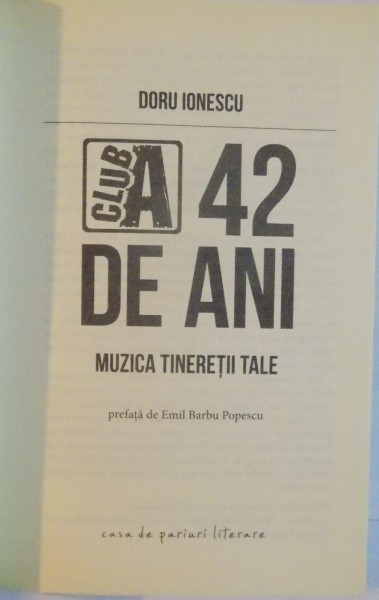 DORU IONESCU
CLUB A 42
DE ANI
MUZICA TINEREȚII TALE
prefață de Emil Barbu Popescu
casa de pariuri literare